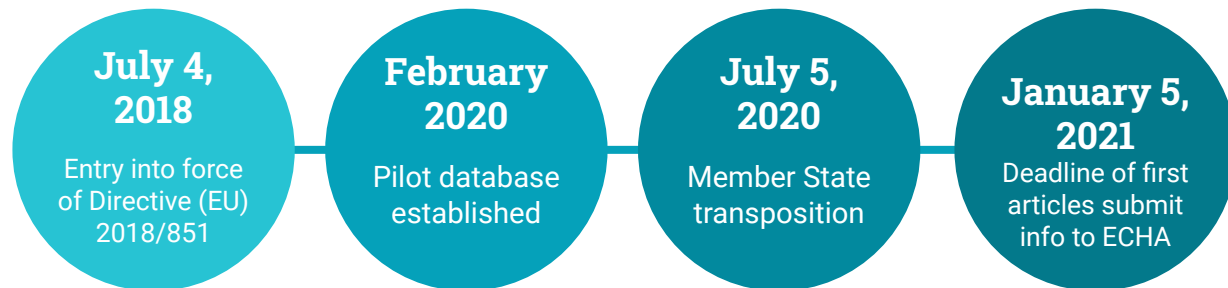 July 4,
2018
Entry into force
of Directive (EU)
2018/851
February
2020
Pilot database
established
July 5,
2020
Member State
transposition
January 5,
2021
Deadline of first
articles submit
info to ECHA